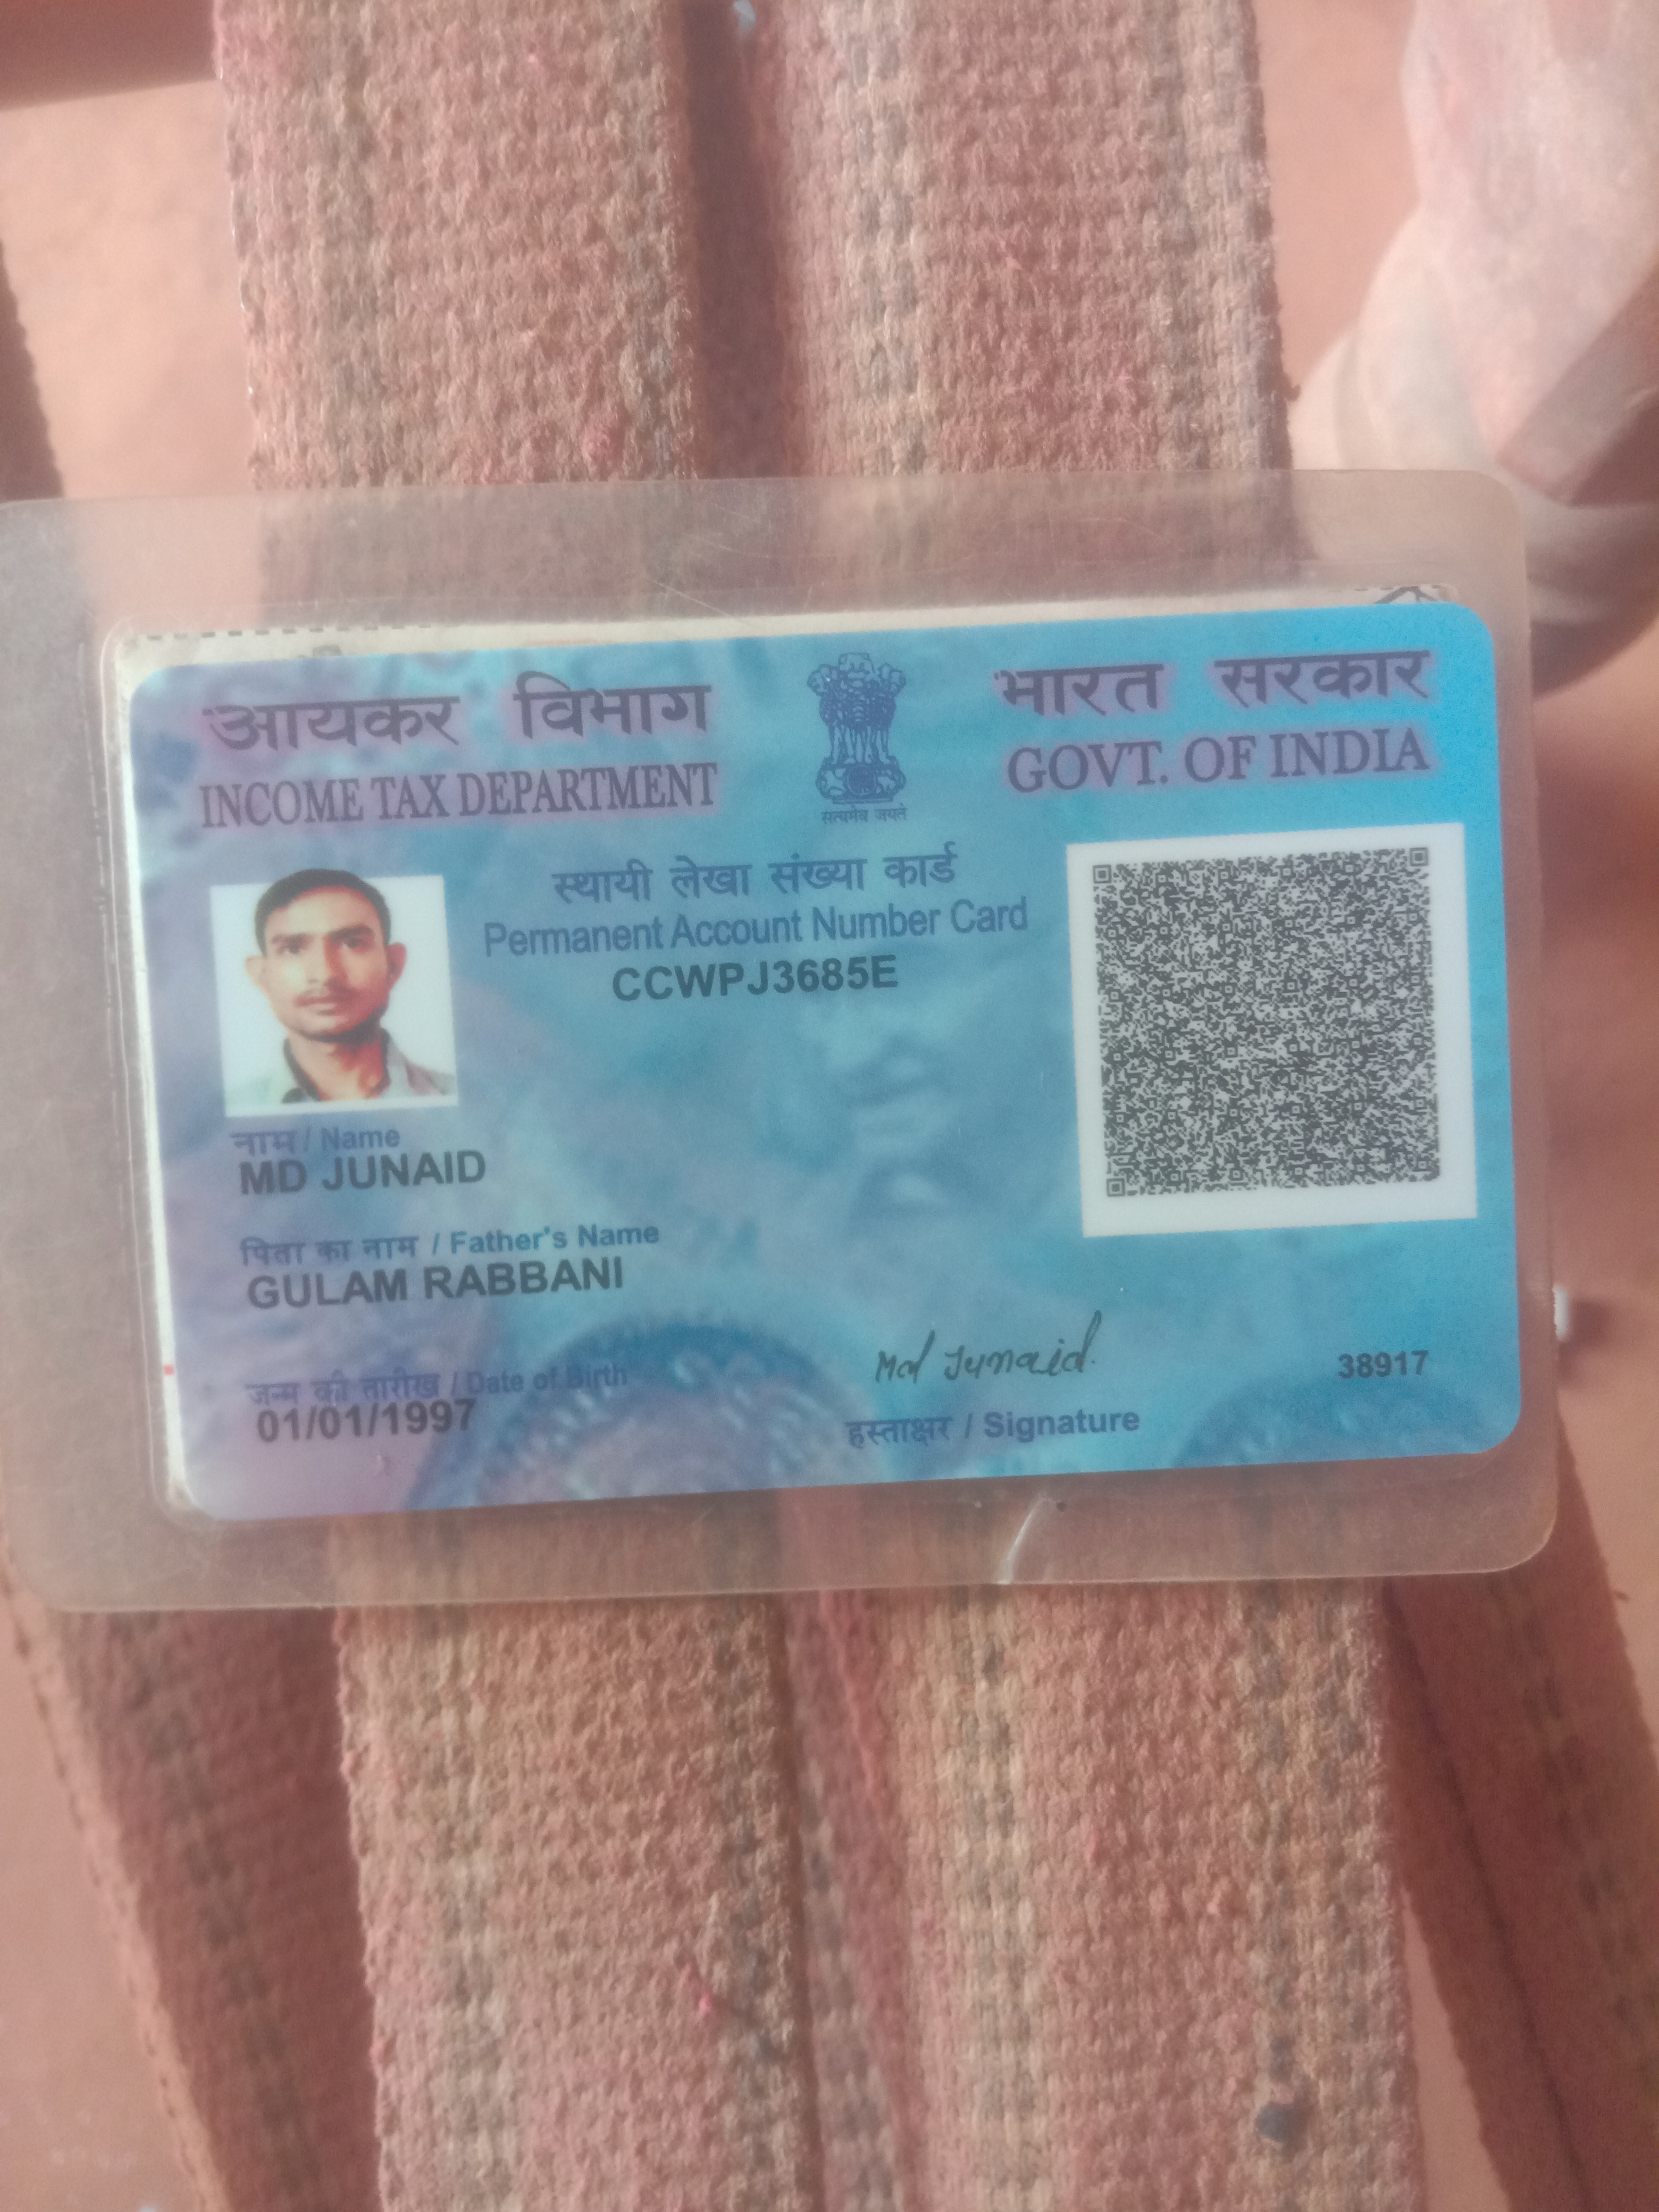 आयकर विभाग
INCOME TAX DEPARTMENT
सत्यमेव जयते
भारत सरकार
GOVT. OF INDIA
स्थायी लेखा संख्या कार्ड
Permanent Account Number Card
CCWPJ3685E
नाम / Name
MD JUNAID
पिता का नाम / Father's Name
GULAM RABBANI
जन्म की तारीख / Date of Birth
01/01/1997
Md Junaid.
हस्ताक्षर / Signature
38917